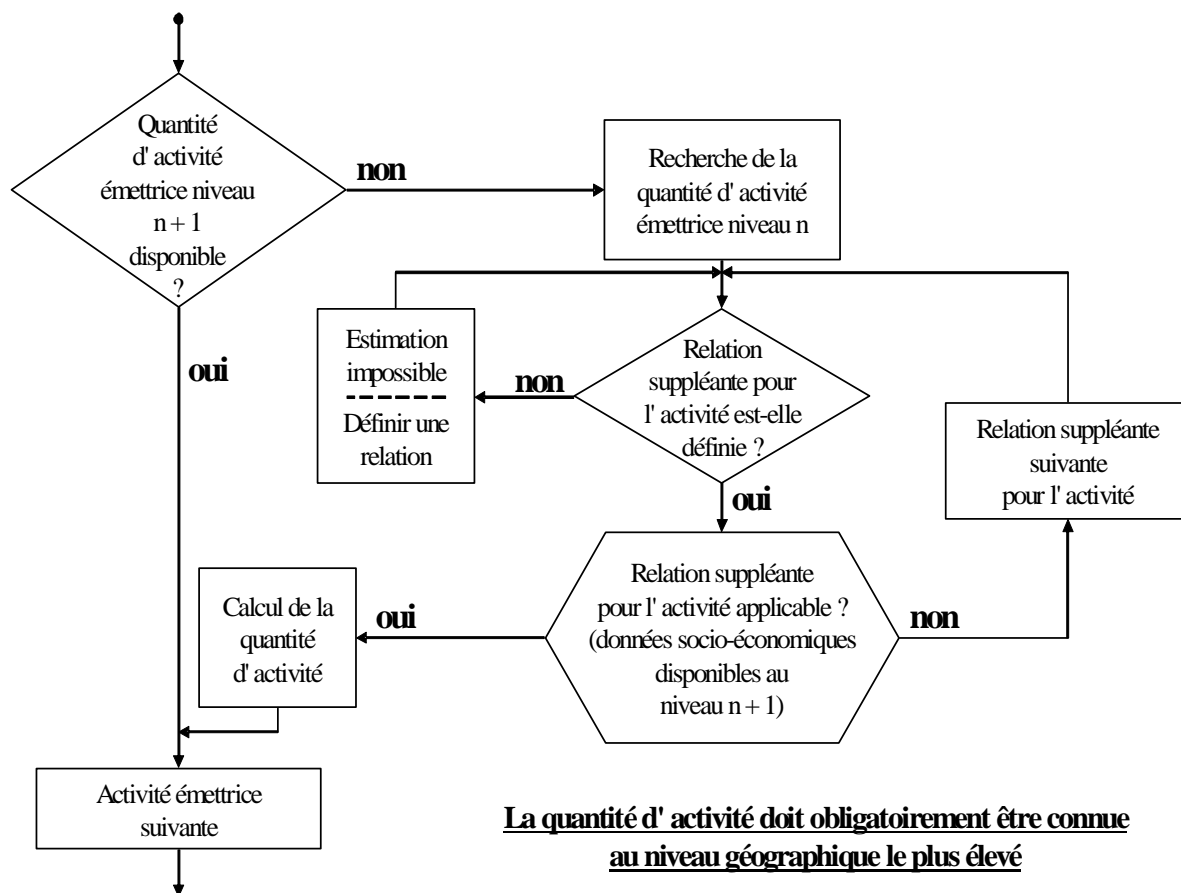 Quantité
d' activité
émettrice niveau
n + 1
disponible
?
non
Recherche de la
quantité d' activité
émettrice niveau n
oui
Estimation
impossible
Définir une
relation
non
Relation
suppléante pour
l' activité est-elle
définie ?
Relation suppléante
suivante
pour l' activité
oui
Calcul de la
quantité
d' activité
oui
Relation suppléante
pour l' activité applicable ?
(données socio-économiques
disponibles au
niveau n + 1)
non
Activité émettrice
suivante
La quantité d' activité doit obligatoirement être connue
au niveau géographique le plus élevé